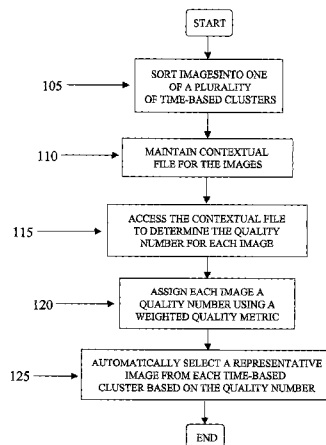 START
105
SORT IMAGESINTO ONE
OF A PLURALITY
OF TIME-BASED CLUSTERS
110
MAINTAIN CONTEXTUAL
FILE FOR THE IMAGES
115
ACCESS THE CONTEXTUAL FILE
TO DETERMINE THE QUALITY
NUMBER FOR EACH IMAGE
120
ASSIGN EACH IMAGE A
QUALITY NUMBER USING A
WEIGHTED QUALITY METRIC
125
AUTOMATICALLY SELECT A REPRESENTATIVE
IMAGE FROM EACH TIME-BASED
CLUSTER BASED ON THE QUALITY NUMBER
END